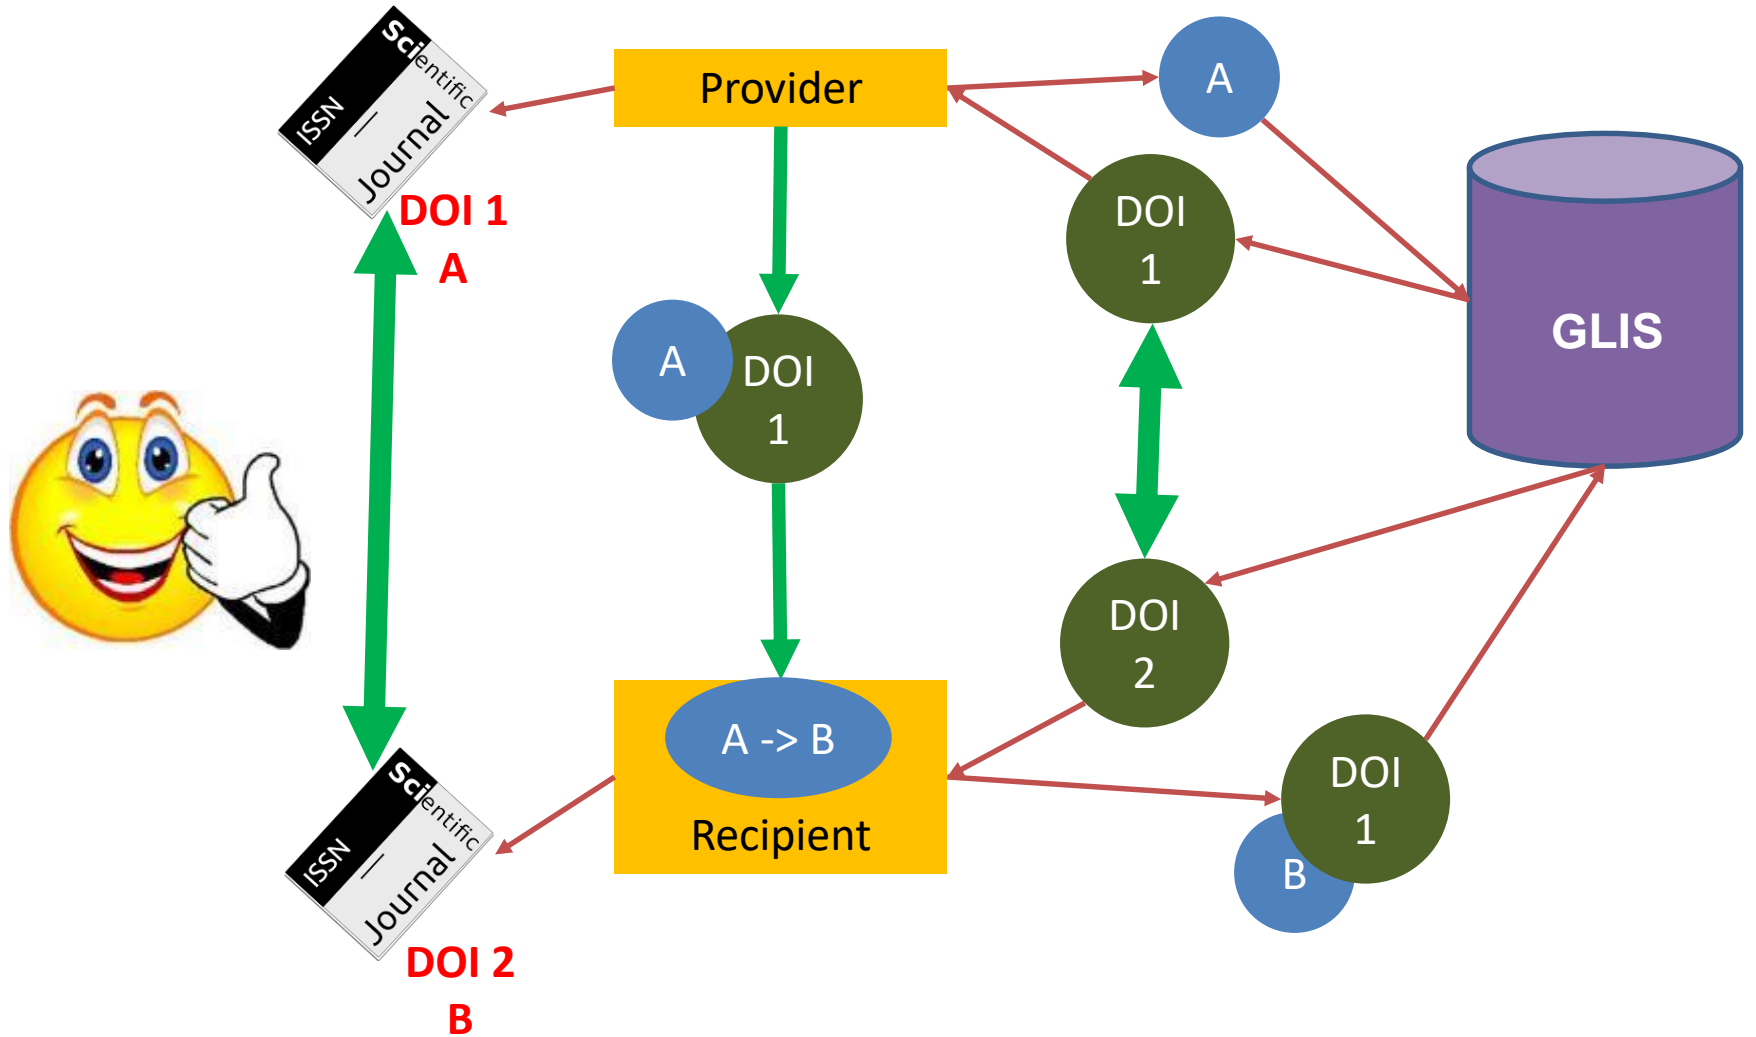 Scientific
ISSN
Journal
DOI 1
A
Provider
A
DOI
1
GLIS
A
DOI
1
DOI
2
A -> B
Recipient
DOI
1
B
Scientific
ISSN
Journal
DOI 2
B